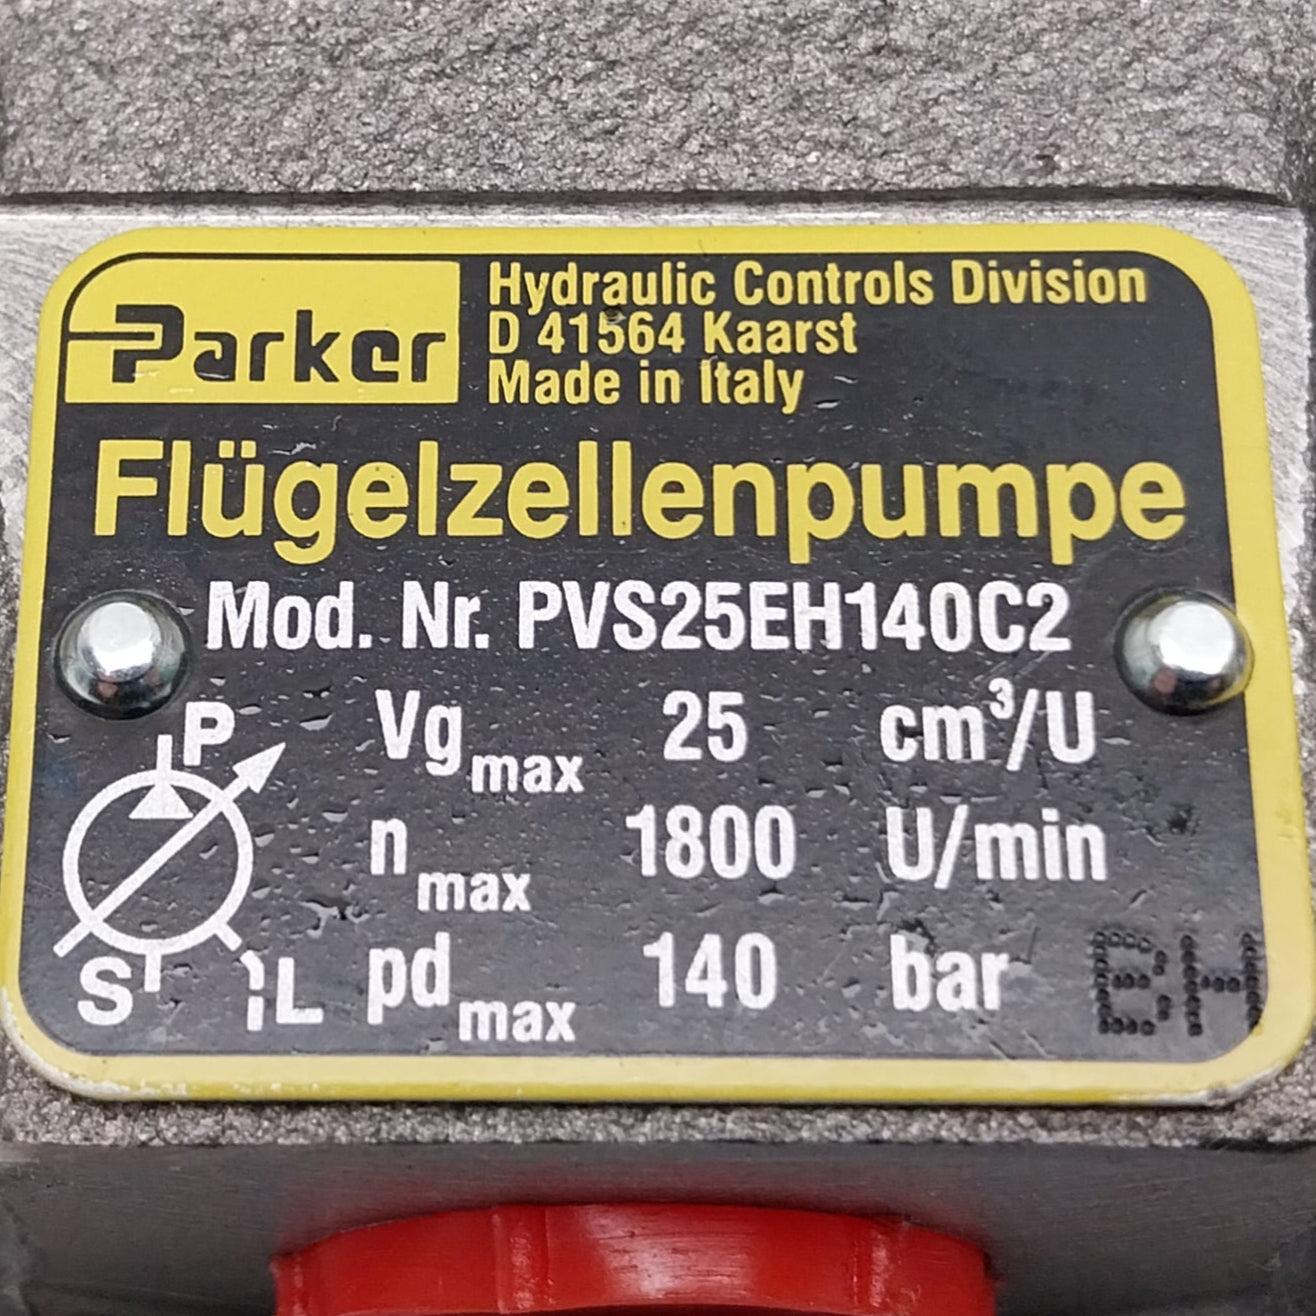 Parker
Hydraulic Controls Division
D 41564 Kaarst
Made in Italy
Flügelzellenpumpe
Mod. Nr. PVS25EH140C2
P
Vg max 25 cm³/U
n max 1800 U/min
S L
pd max 140 bar
BH